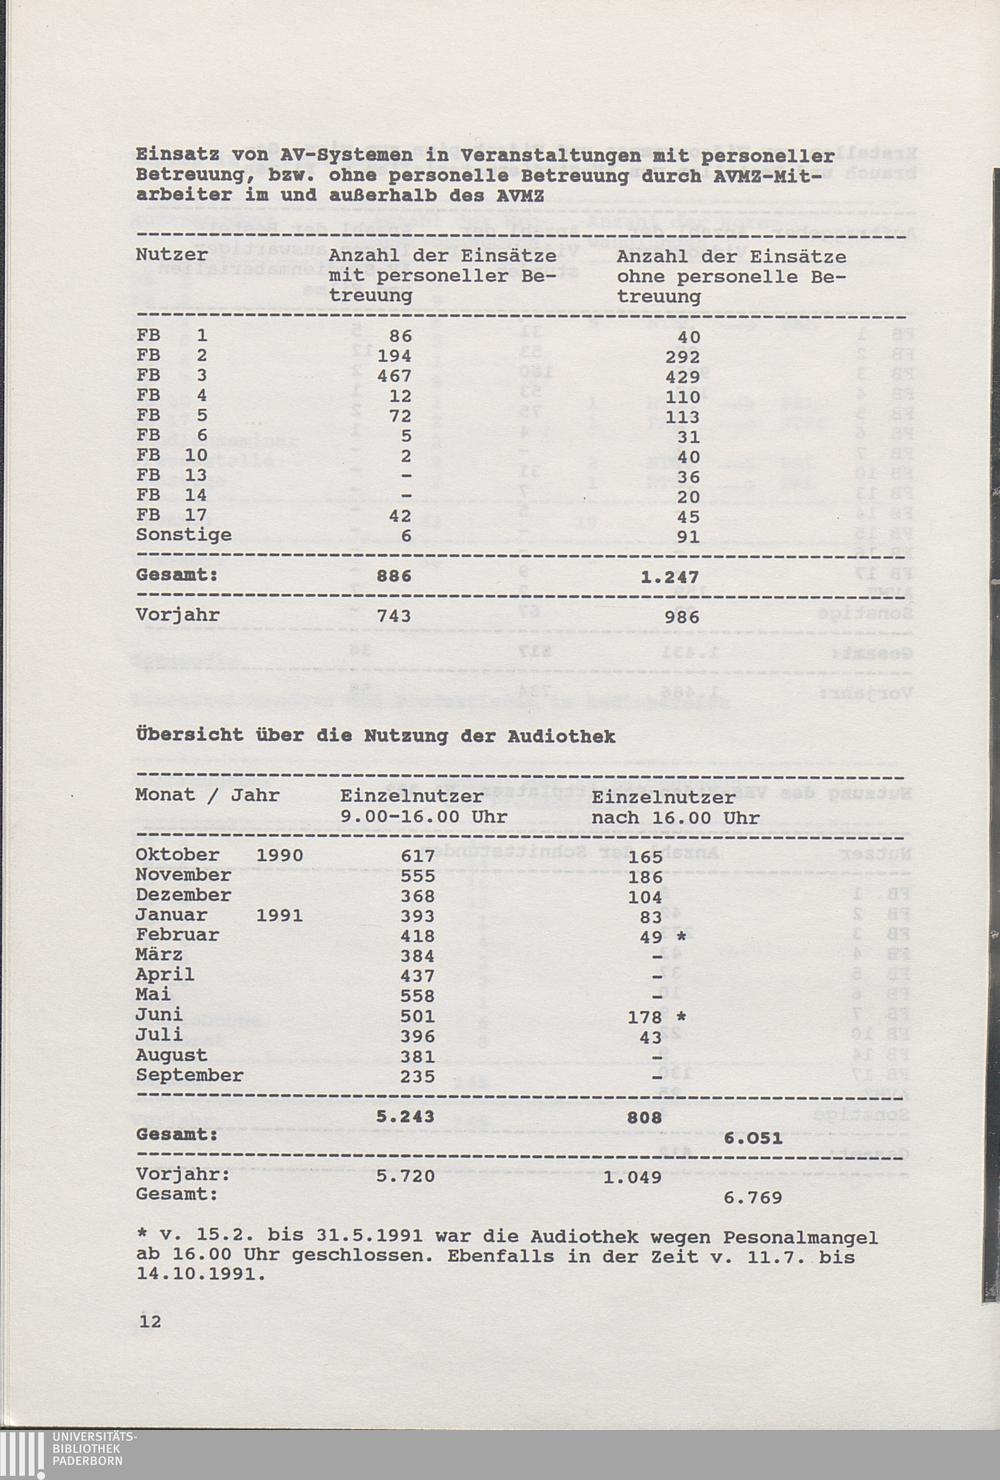 Einsatz von AV-Systemen in Veranstaltungen mit personeller
Betreuung, bzw. ohne personelle Betreuung durch AVMZ-Mit-
arbeiter im und außerhalb des AVMZ
Nutzer Anzahl der Einsätze Anzahl der Einsätze
mit personeller Be- ohne personelle Be-
treuung treuung
FB 1 86 40
FB 2 194 292
FB 3 467 429
FB 4 12 110
FB 5 72 113
FB 6 5 31
FB 10 2 40
FB 13 - 36
FB 14 - 20
FB 17 42 45
Sonstige 6 91
Gesamt: 886 1.247
Vorjahr 743 986
Übersicht über die Nutzung der Audiothek
Monat / Jahr Einzelnutzer Einzelnutzer
9.00-16.00 Uhr nach 16.00 Uhr
Oktober 1990 617 165
November 555 186
Dezember 368 104
Januar 1991 393 83
Februar 418 49 *
März 384 -
April 437 -
Mai 558 -
Juni 501 178 *
Juli 396 43
August 381 -
September 235 -
5.243 808
Gesamt: 6.051
Vorjahr: 5.720 1.049
Gesamt: 6.769
* v. 15.2. bis 31.5.1991 war die Audiothek wegen Pesonalmangel
ab 16.00 Uhr geschlossen. Ebenfalls in der Zeit v. 11.7. bis
14.10.1991.
12
UNIVERSITÄTS-
BIBLIOTHEK
PADERBORN